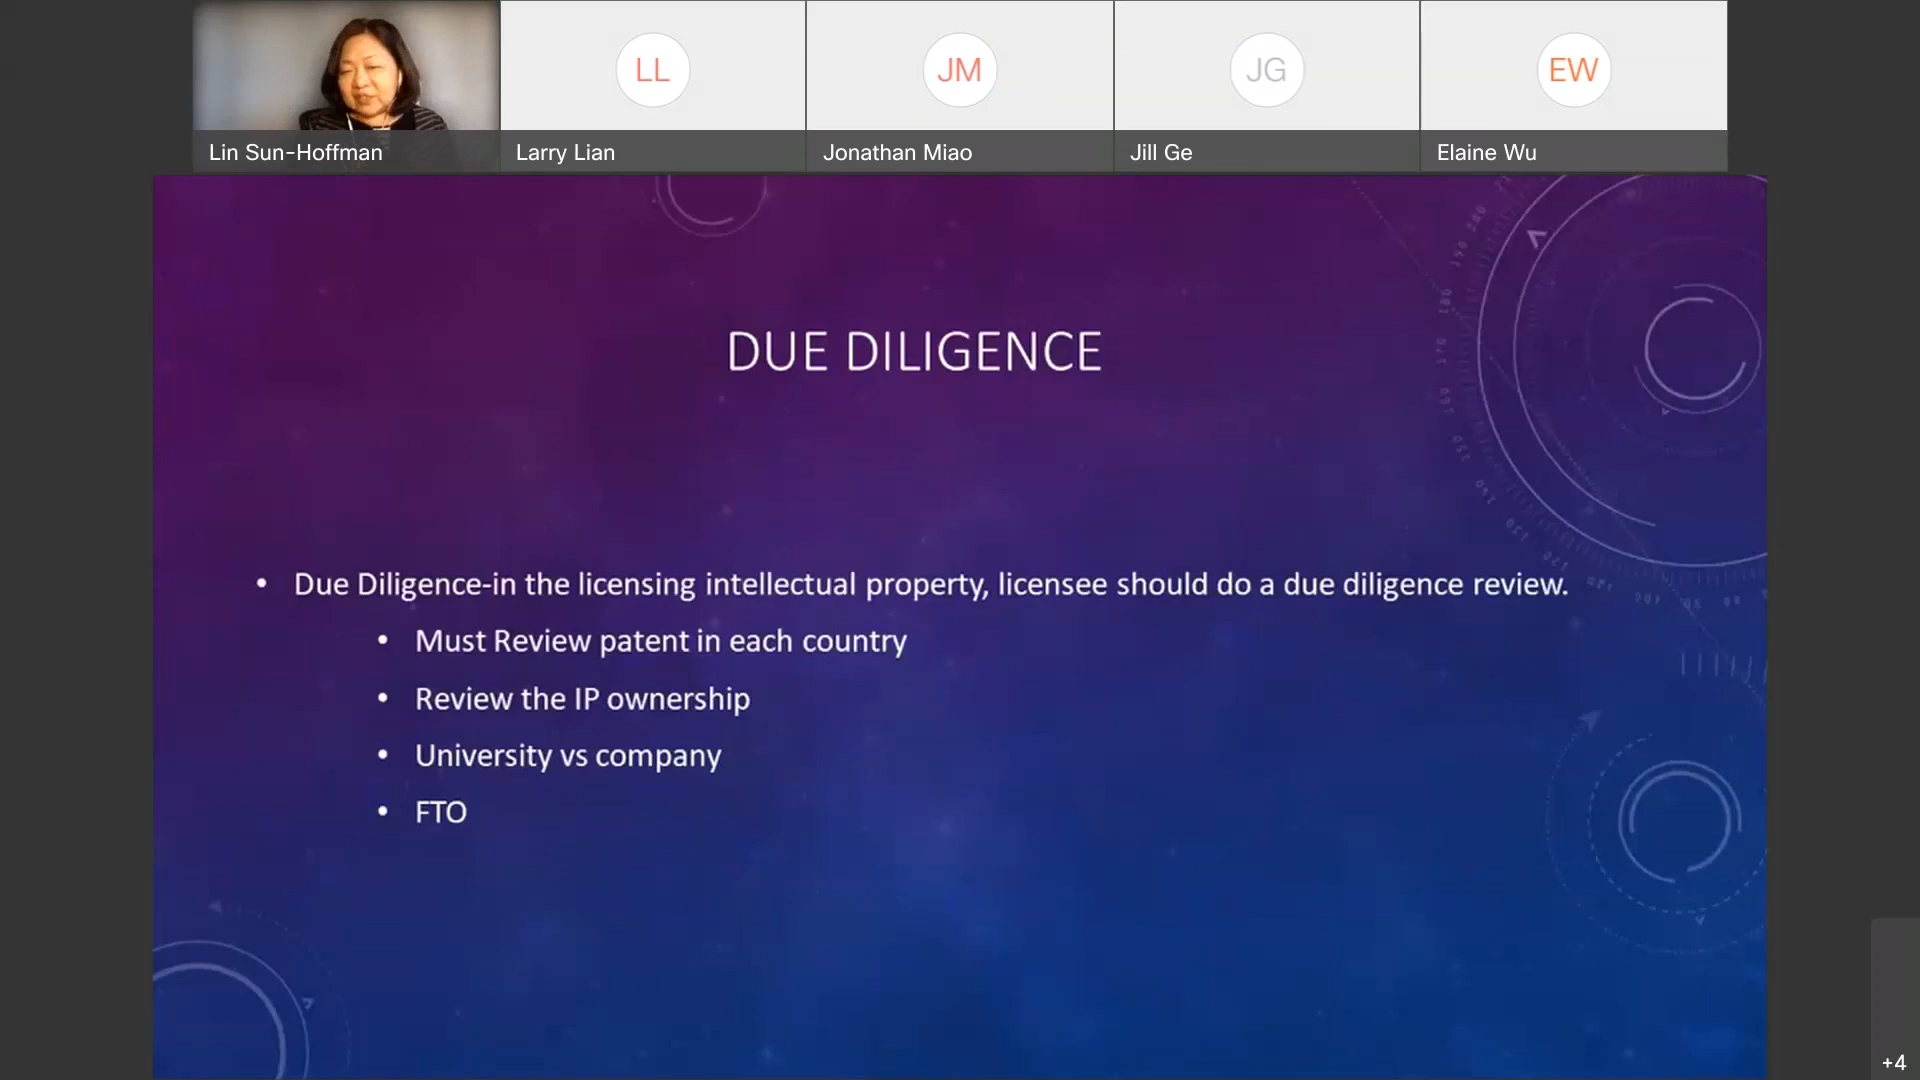 LL
JM
JG
EW
Lin Sun-Hoffman
Larry Lian
Jonathan Miao
Jill Ge
Elaine Wu
DUE DILIGENCE
• Due Diligence-in the licensing intellectual property, licensee should do a due diligence review.
• Must Review patent in each country
• Review the IP ownership
• University vs company
• FTO
+4